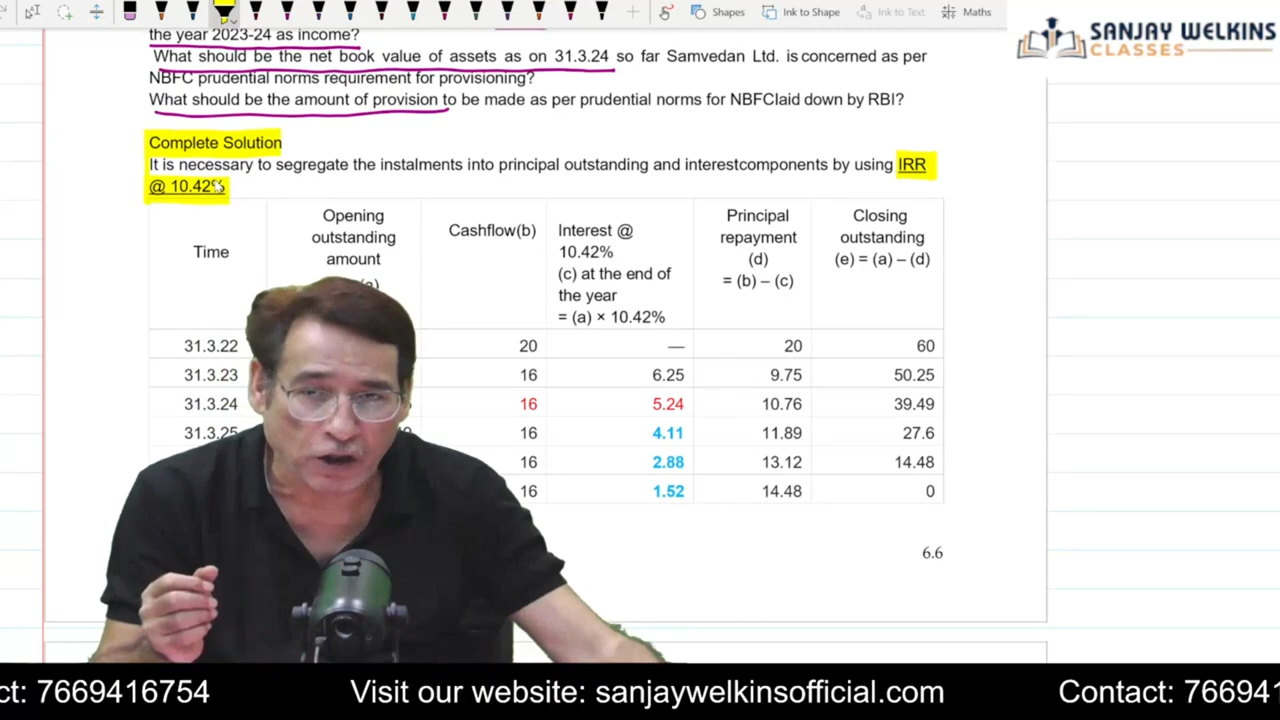 Shapes
Ink to Shape
Ink to Text
Maths
SANJAY WELKINS
CLASSES
the year 2023-24 as income?
What should be the net book value of assets as on 31.3.24 so far Samvedan Ltd. is concerned as per
NBFC prudential norms requirement for provisioning?
What should be the amount of provision to be made as per prudential norms for NBFClaid down by RBI?
Complete Solution
It is necessary to segregate the instalments into principal outstanding and interestcomponents by using IRR
@ 10.42%
Time
Opening
outstanding
amount
(a)
Cashflow(b)
Interest @
10.42%
(c) at the end of
the year
= (a) × 10.42%
Principal
repayment
(d)
= (b) – (c)
Closing
outstanding
(e) = (a) – (d)
31.3.22 20 — 20 60
31.3.23 16 6.25 9.75 50.25
31.3.24 16 5.24 10.76 39.49
31.3.25 16 4.11 11.89 27.6
16 2.88 13.12 14.48
16 1.52 14.48 0
6.6
ct: 7669416754 Visit our website: sanjaywelkinsofficial.com Contact: 766941